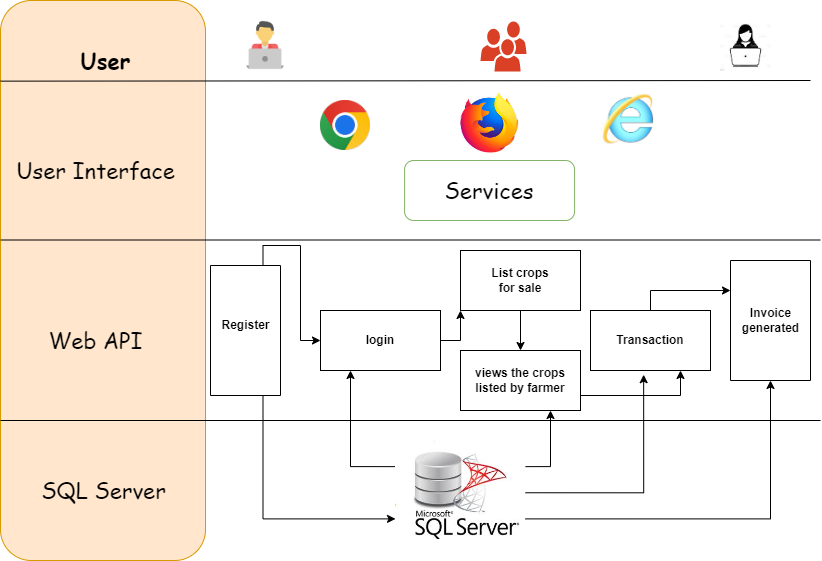 User
User Interface
Services
Web API
Register
login
List crops
for sale
views the crops
listed by farmer
Transaction
Invoice
generated
SQL Server
Microsoft®
SQL Server®